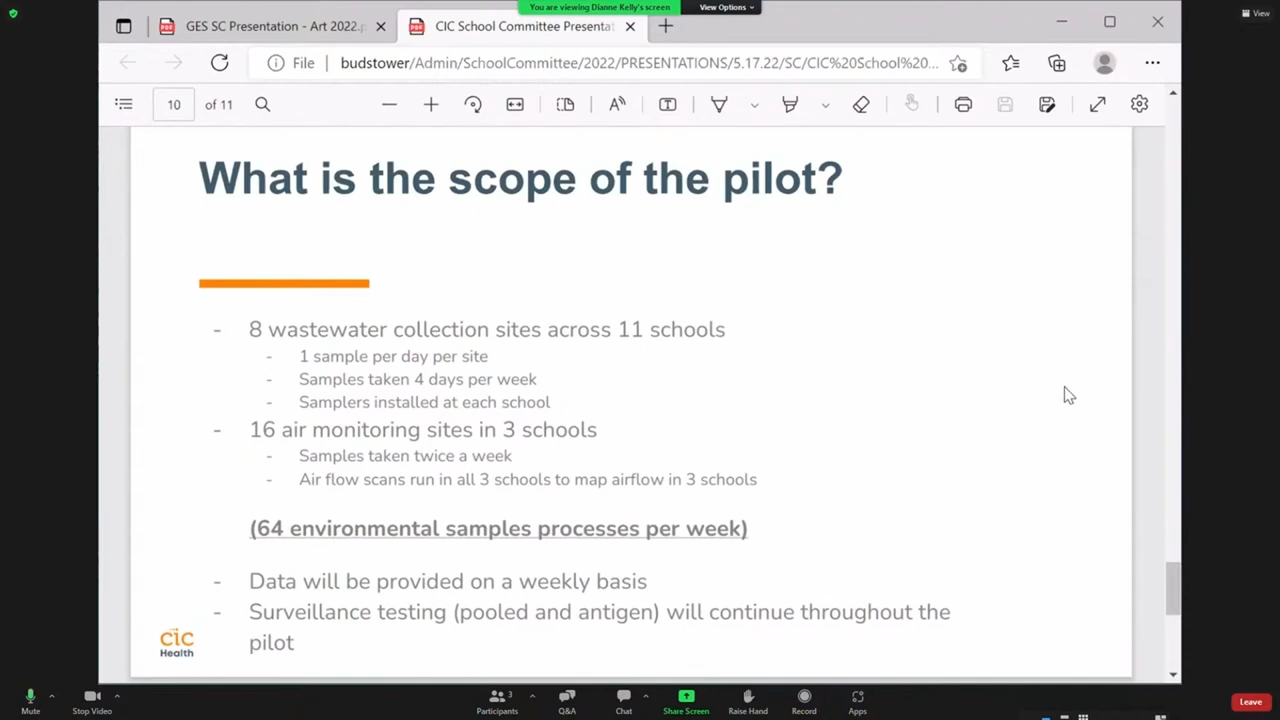 You are viewing Dianne Kelly's screen
View Options
View
GES SC Presentation - Art 2022.p
CIC School Committee Presentat
File
budstower/Admin/SchoolCommittee/2022/PRESENTATIONS/5.17.22/SC/CIC%20School%20...
10 of 11
What is the scope of the pilot?
- 8 wastewater collection sites across 11 schools
- 1 sample per day per site
- Samples taken 4 days per week
- Samplers installed at each school
- 16 air monitoring sites in 3 schools
- Samples taken twice a week
- Air flow scans run in all 3 schools to map airflow in 3 schools
(64 environmental samples processes per week)
- Data will be provided on a weekly basis
- Surveillance testing (pooled and antigen) will continue throughout the
pilot
cic
Health
Mute
Stop Video
Participants
3
Q&A
Chat
Share Screen
Raise Hand
Record
Apps
Leave